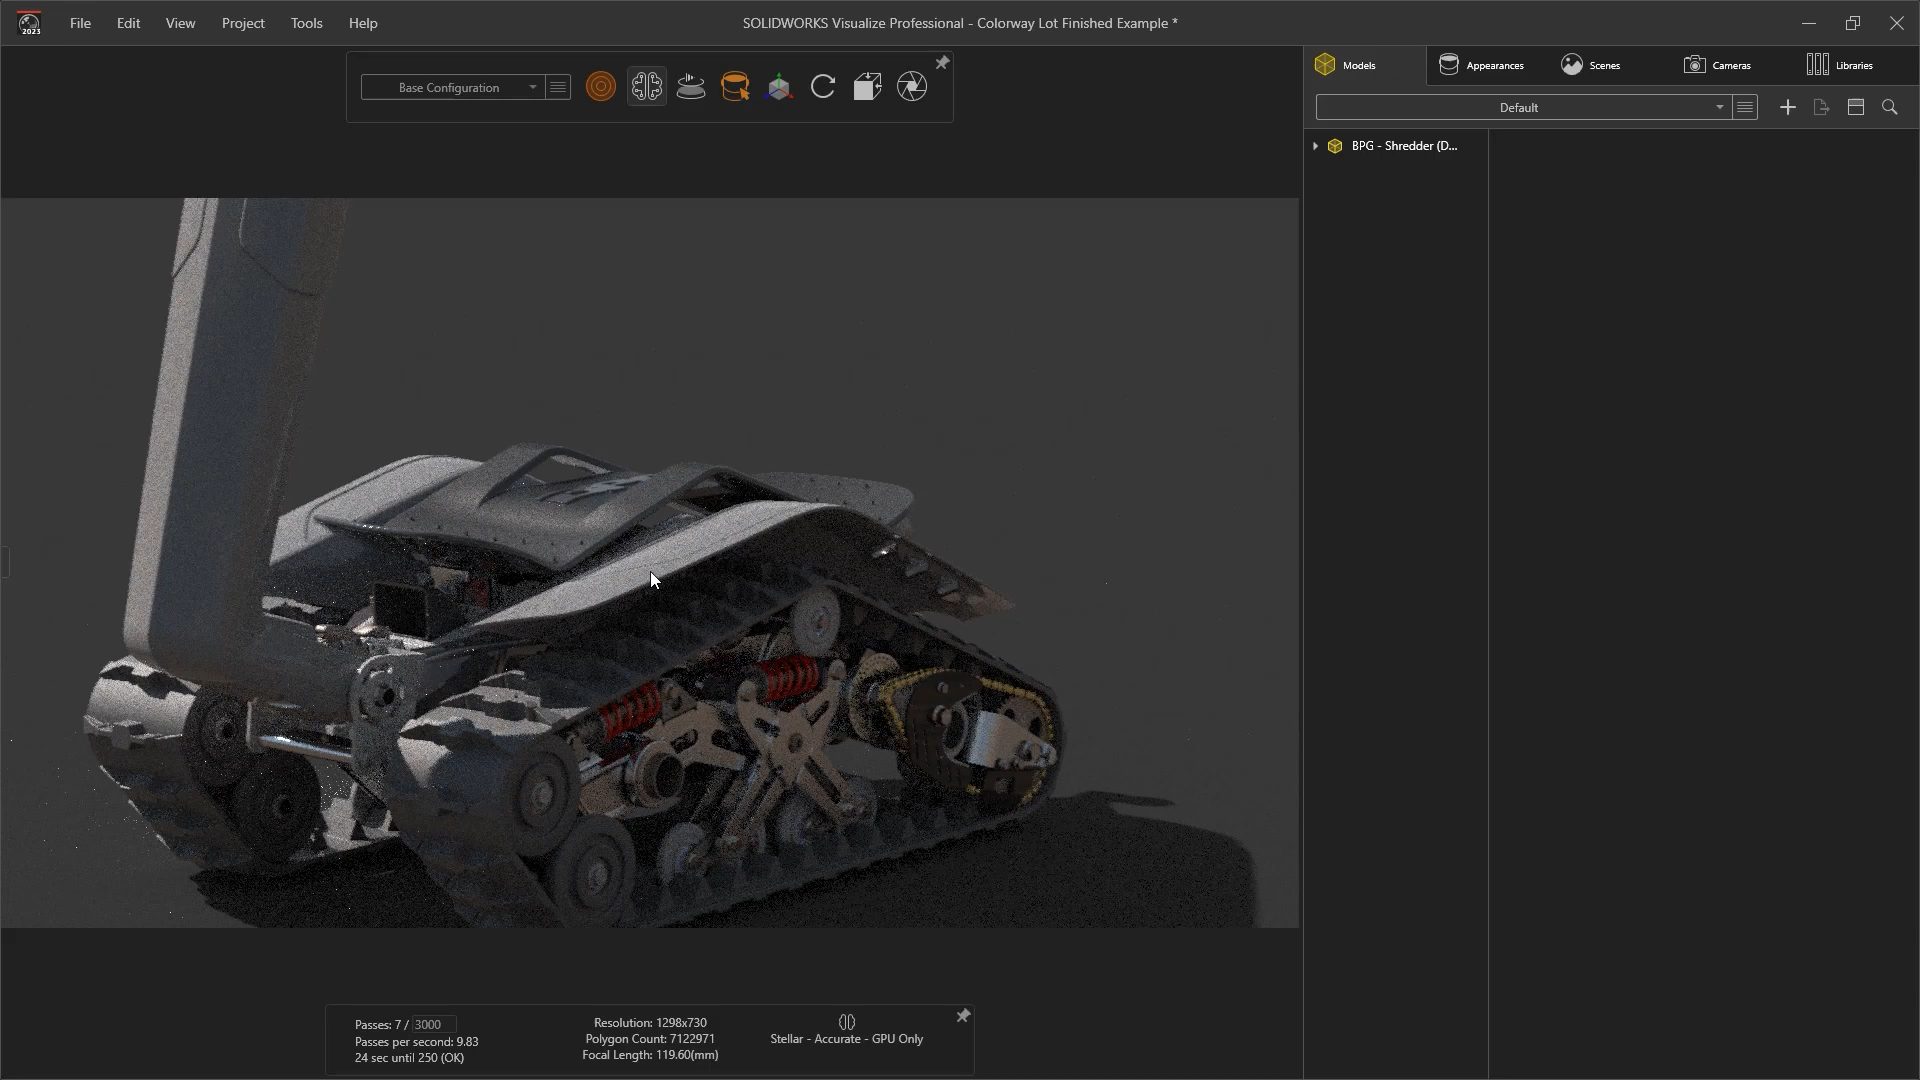 2023
File Edit View Project Tools Help
SOLIDWORKS Visualize Professional - Colorway Lot Finished Example *
Base Configuration
Models Appearances Scenes Cameras Libraries
Default
BPG - Shredder (D...
Passes: 7 / 3000
Passes per second: 9.83
24 sec until 250 (OK)
Resolution: 1298x730
Polygon Count: 7122971
Focal Length: 119.60(mm)
Stellar - Accurate - GPU Only